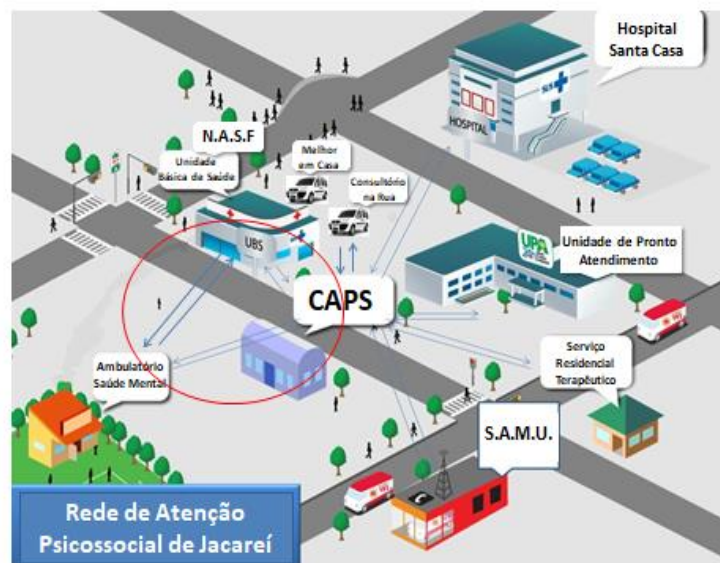 Hospital
Santa Casa
SUS
HOSPITAL
N.A.S.F
Unidade
Básica de Saúde
Melhor
em Casa
Consultório
na Rua
UBS
UPA
Unidade de Pronto
Atendimento
CAPS
Ambulatório
Saúde Mental
Serviço
Residencial
Terapêutico
S.A.M.U.
Rede de Atenção
Psicossocial de Jacareí